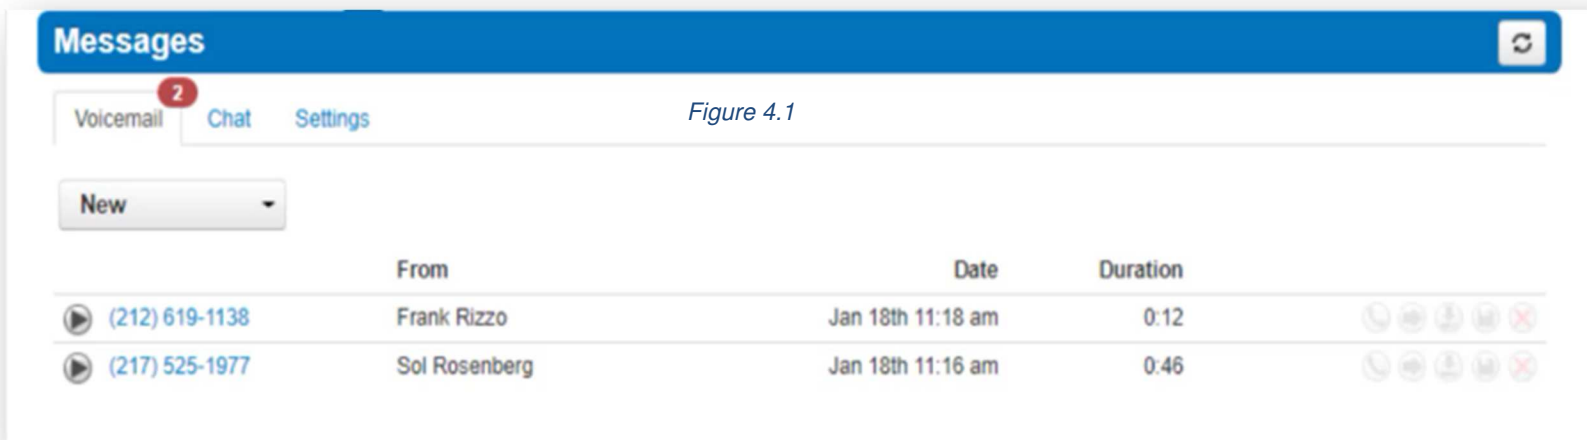 Messages
2
Voicemail Chat Settings
Figure 4.1
New
From Date Duration
(212) 619-1138 Frank Rizzo Jan 18th 11:18 am 0:12
(217) 525-1977 Sol Rosenberg Jan 18th 11:16 am 0:46